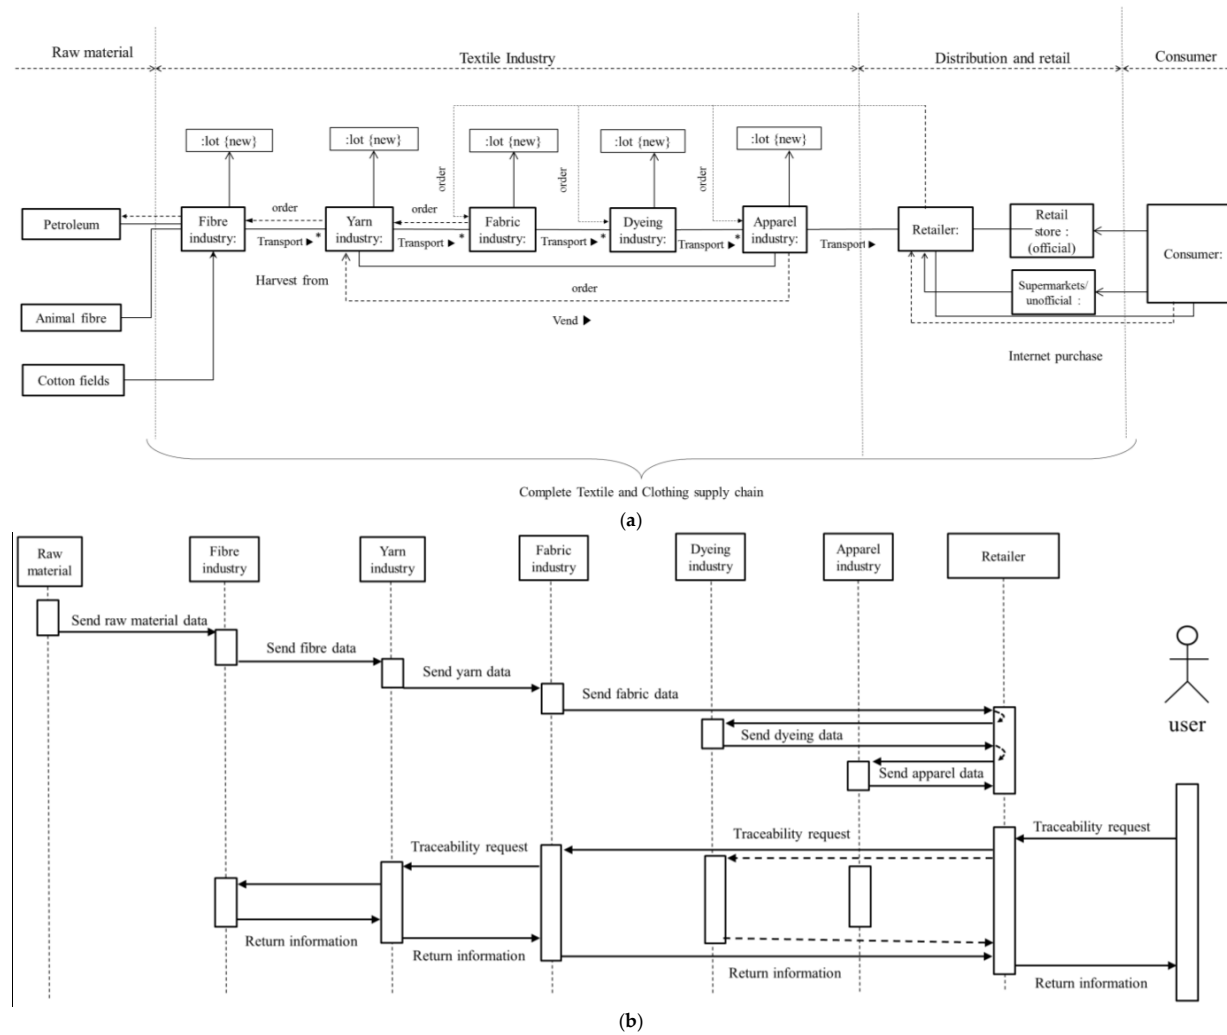 Raw material
Textile Industry
Distribution and retail
Consumer
:lot {new}
:lot {new}
:lot {new}
:lot {new}
:lot {new}
order
order
order
order
order
Petroleum
Fibre
industry:
Yarn
industry:
Fabric
industry:
Dyeing
industry:
Apparel
industry:
Retailer:
Retail
store :
(official)
Consumer:
Transport ▶ *
Transport ▶ *
Transport ▶ *
Transport ▶ *
Transport ▶
Harvest from
order
Supermarkets/
unofficial :
Animal fibre
Vend ▶
Internet purchase
Cotton fields
Complete Textile and Clothing supply chain
(a)
Raw
material
Fibre
industry
Yarn
industry
Fabric
industry
Dyeing
industry
Apparel
industry
Retailer
Send raw material data
Send fibre data
Send yarn data
Send fabric data
user
Send dyeing data
Send apparel data
Traceability request
Traceability request
Traceability request
Return information
Return information
Return information
Return information
(b)